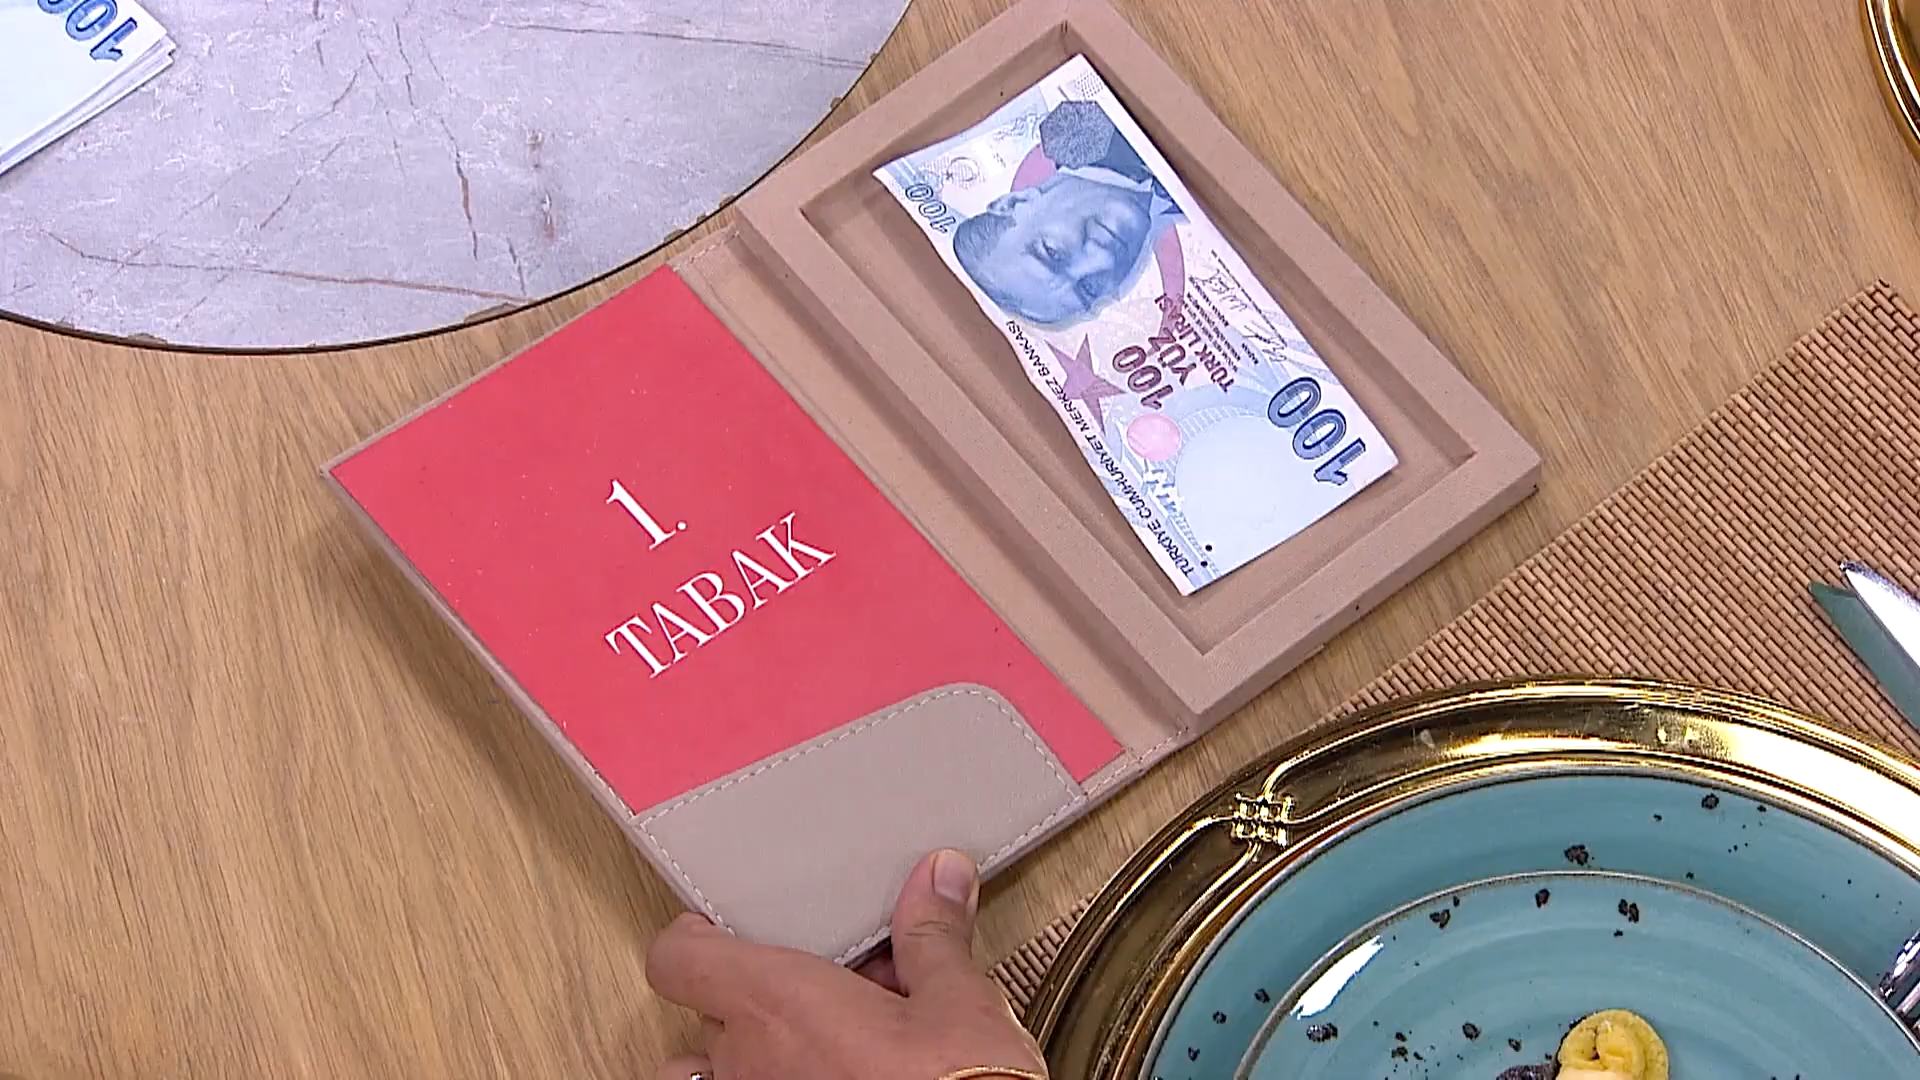 100
1.
TABAK
100
TÜRKİYE CUMHURİYET MERKEZ BANKASI
100
YÜZ
TÜRK LİRASI
100